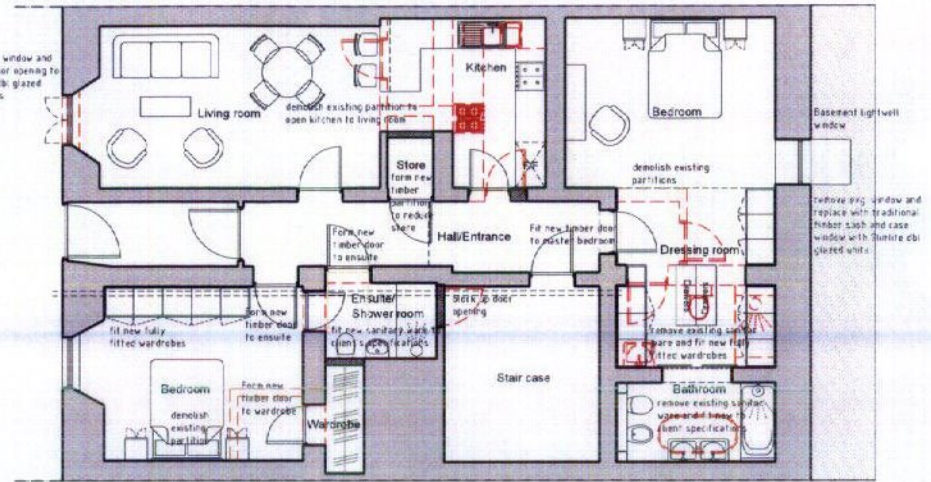 window and
or opening to
dbl glazed
Living room
demolish existing partition to
open kitchen to living room
Kitchen
Store
form new
timber
partition
to reduce
store
Bedroom
demolish existing
partitions
Basement lightwell
window
remove exg. window and
replace with traditional
timber sash and case
window with Slimlite dbl
glazed units
Form new
timber door
to ensuite
Hall/Entrance
Fit new timber door
to master bedroom
Dressing room
fit new fully
fitted wardrobes
Form new
timber door
to ensuite
Ensuite/
Shower room
fit new sanitary ware to
client's specifications
Block up door
opening
remove existing sanitary
ware and fit new fully
fitted wardrobes
Bedroom
demolish
existing
partition
Form new
timber door
to wardrobe
Wardrobe
Stair case
Bathroom
remove existing sanitary
ware and fit new to
client specifications